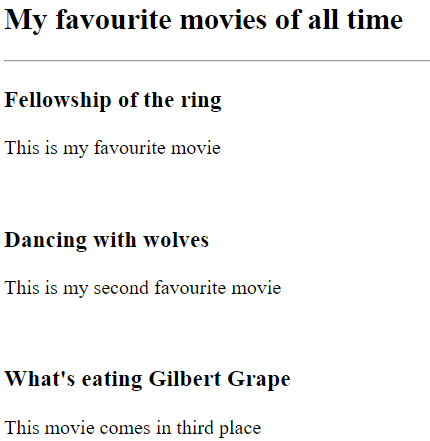 My favourite movies of all time
Fellowship of the ring
This is my favourite movie
Dancing with wolves
This is my second favourite movie
What's eating Gilbert Grape
This movie comes in third place